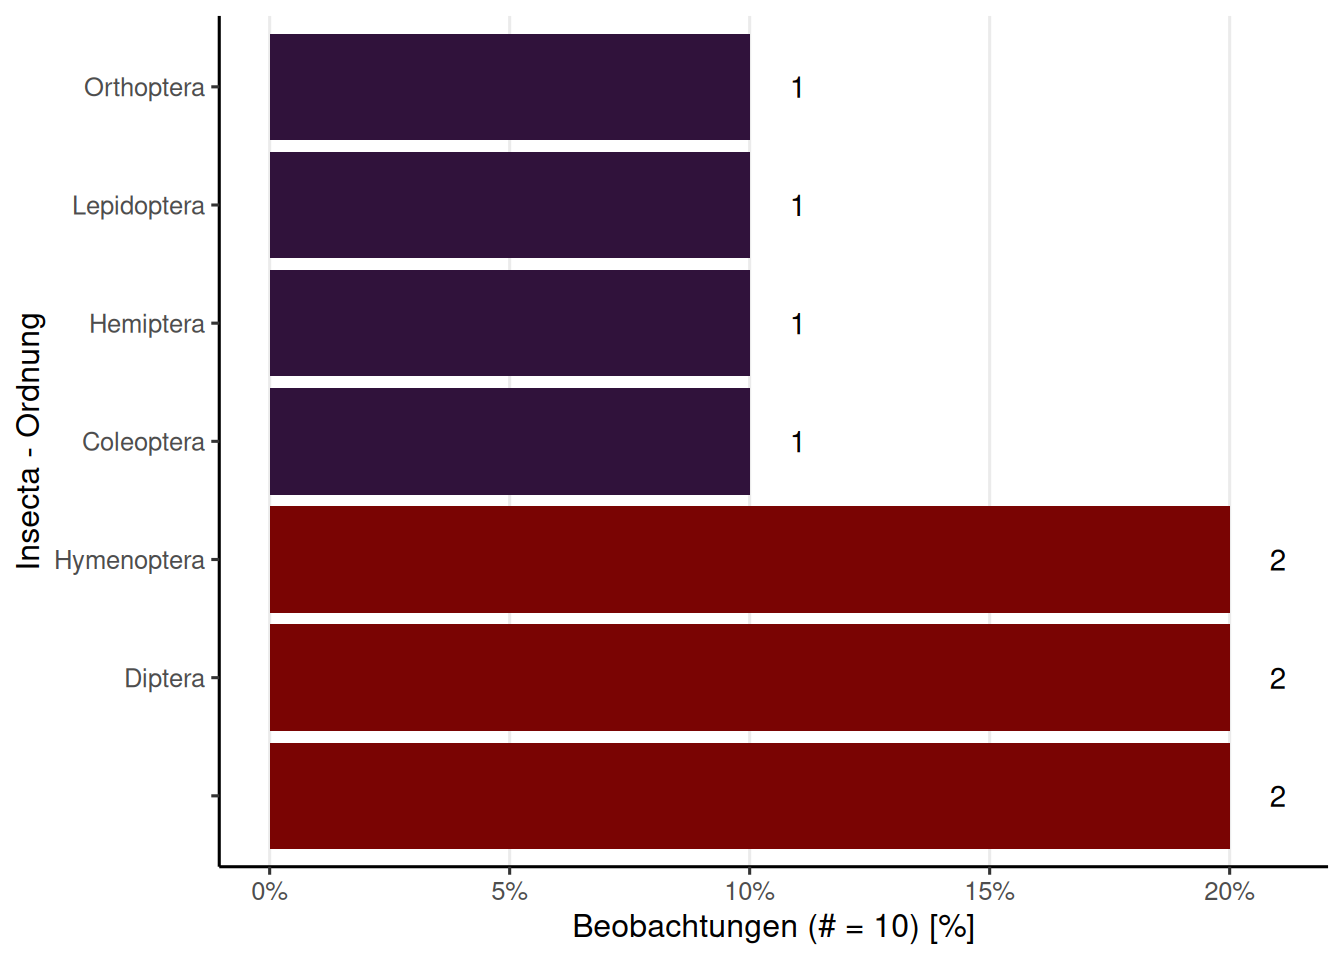 Orthoptera 1
Lepidoptera 1
Hemiptera 1
Coleoptera 1
Hymenoptera 2
Diptera 2
2
0% 5% 10% 15% 20%
Beobachtungen (# = 10) [%]
Insecta - Ordnung